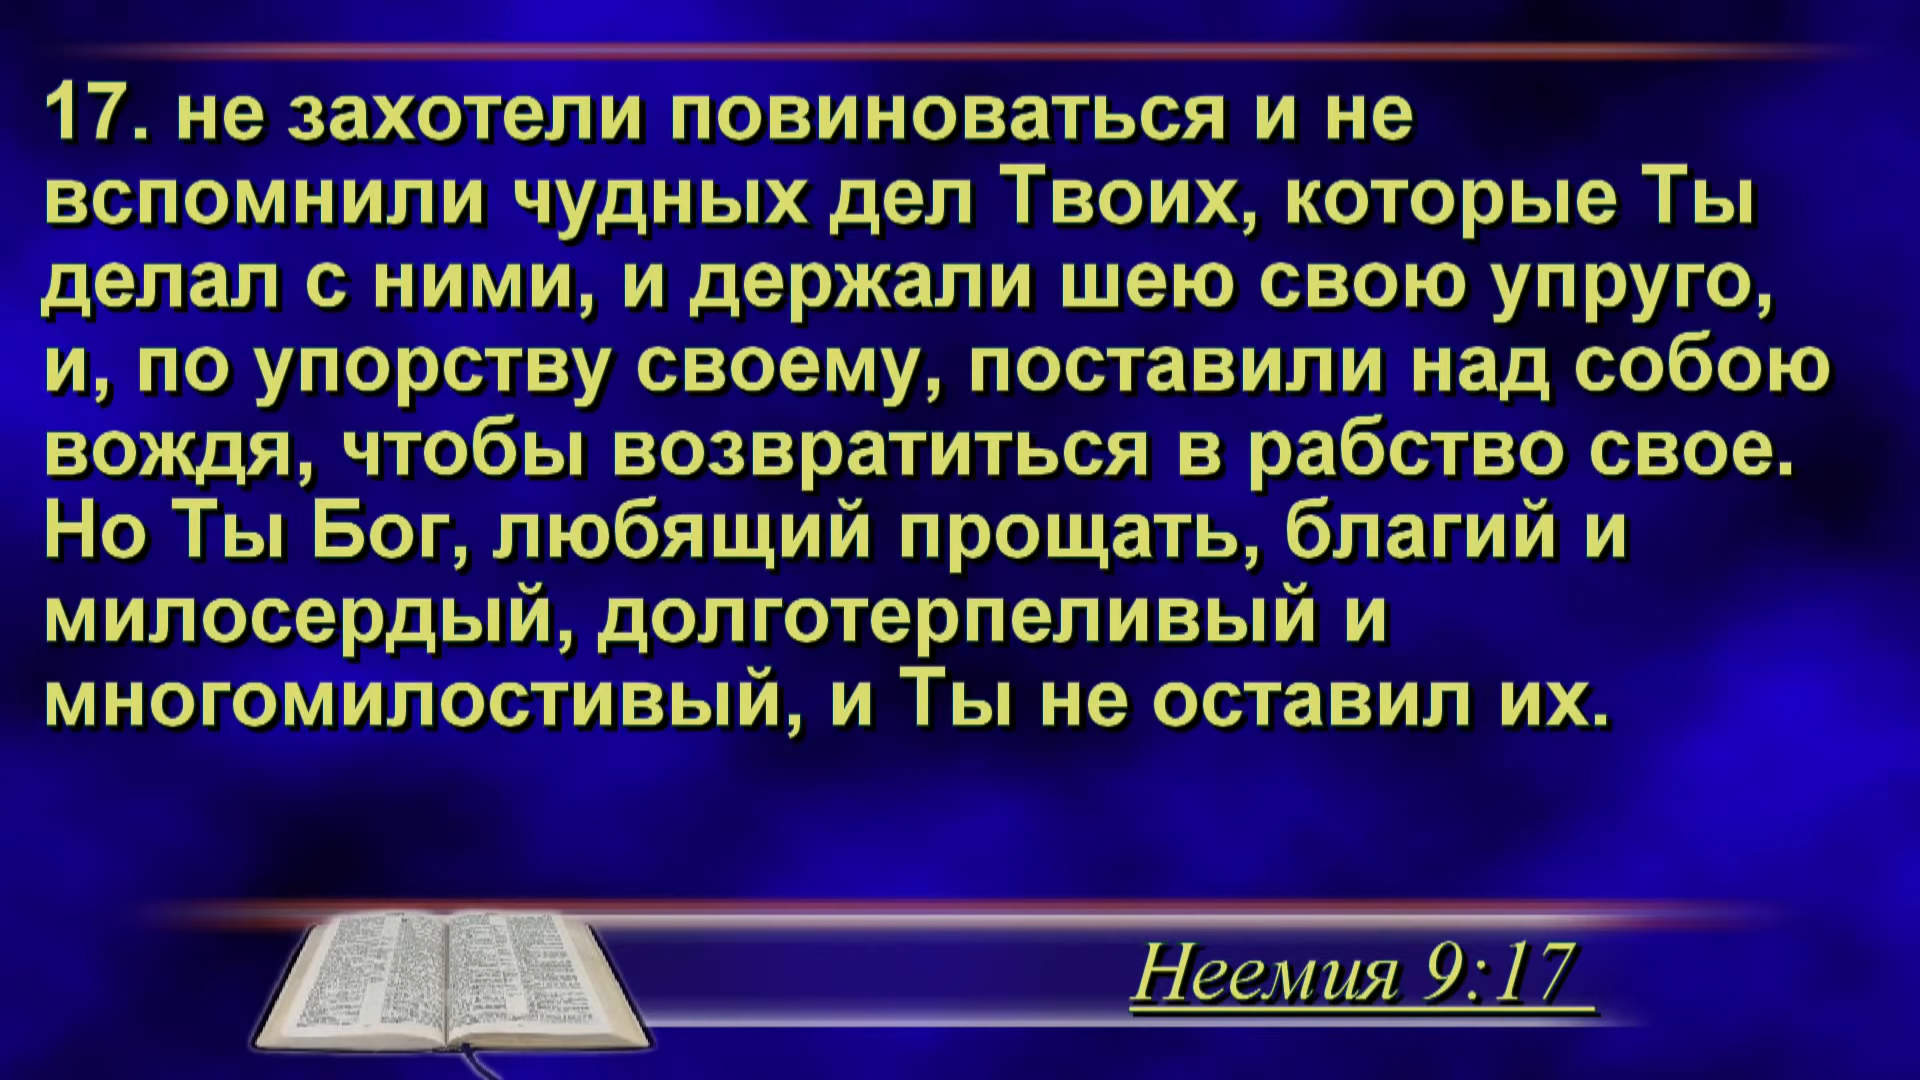 17. не захотели повиноваться и не
вспомнили чудных дел Твоих, которые Ты
делал с ними, и держали шею свою упруго,
и, по упорству своему, поставили над собою
вождя, чтобы возвратиться в рабство свое.
Но Ты Бог, любящий прощать, благий и
милосердый, долготерпеливый и
многомилостивый, и Ты не оставил их.
Неемия 9:17